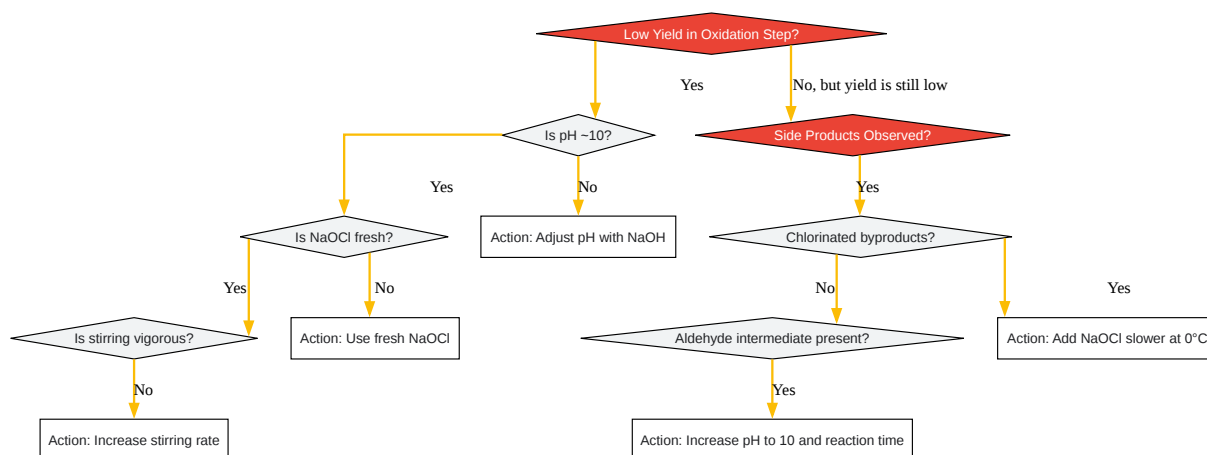 Low Yield in Oxidation Step?
Yes
No, but yield is still low
Is pH ~10?
Side Products Observed?
Yes
No
Yes
Is NaOCl fresh?
Action: Adjust pH with NaOH
Chlorinated byproducts?
Yes
No
No
Yes
Is stirring vigorous?
Action: Use fresh NaOCl
Aldehyde intermediate present?
Action: Add NaOCl slower at 0°C
No
Yes
Action: Increase stirring rate
Action: Increase pH to 10 and reaction time